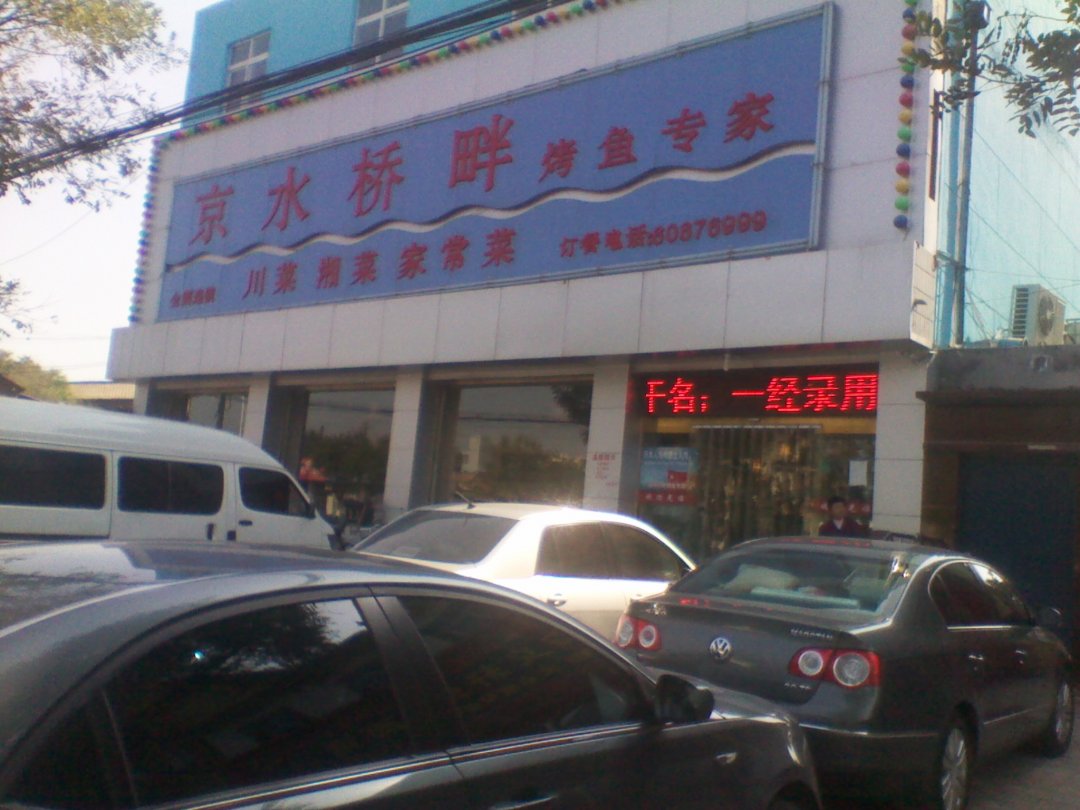 京水桥畔 烤鱼专家
川菜 湘菜 家常菜 订餐电话:60876999
干名；一经录用